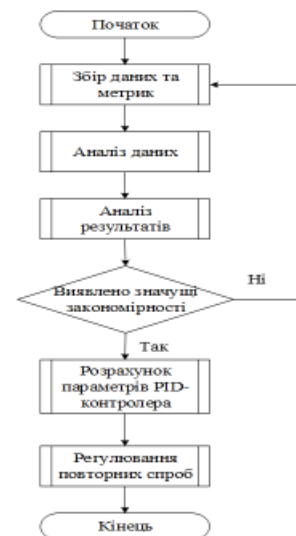 Початок
Збір даних та
метрик
Аналіз даних
Аналіз
результатів
Виявлено значущі
закономірності
Ні
Так
Розрахунок
параметрів PID-
контролера
Регулювання
повторних спроб
Кінець